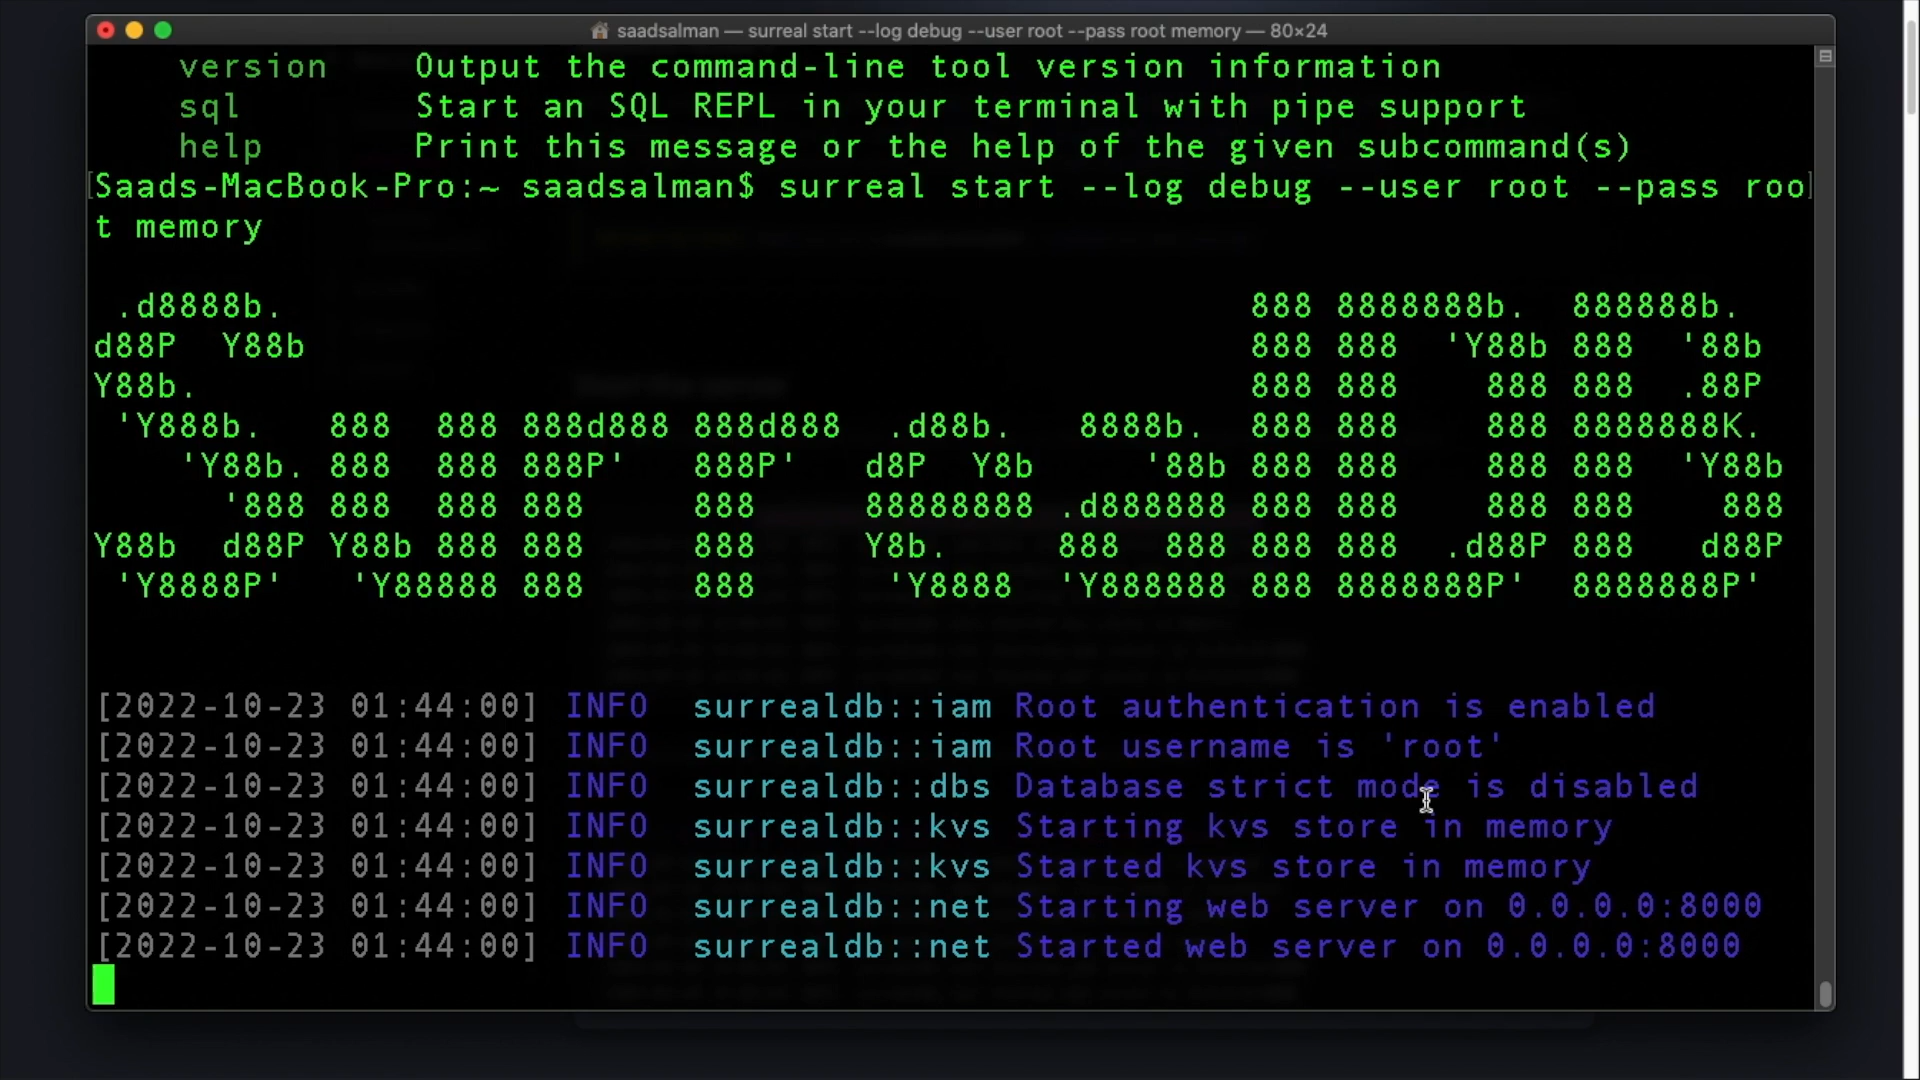 saadsalman — surreal start --log debug --user root --pass root memory — 80×24
version    Output the command-line tool version information
sql        Start an SQL REPL in your terminal with pipe support
help       Print this message or the help of the given subcommand(s)
[Saads-MacBook-Pro:~ saadsalman$ surreal start --log debug --user root --pass roo]
t memory
 .d8888b.                                             888 8888888b.  888888b.
d88P  Y88b                                            888 888  'Y88b 888  '88b
Y88b.                                                 888 888    888 888  .88P
 'Y888b.   888  888 888d888 888d888  .d88b.   8888b.  888 888    888 8888888K.
    'Y88b. 888  888 888P'   888P'   d8P  Y8b     '88b 888 888    888 888  'Y88b
      '888 888  888 888     888     88888888 .d888888 888 888    888 888    888
Y88b  d88P Y88b 888 888     888     Y8b.     888  888 888 888  .d88P 888   d88P
 'Y8888P'   'Y88888 888     888      'Y8888  'Y888888 888 8888888P'  8888888P'
[2022-10-23 01:44:00] INFO  surrealdb::iam Root authentication is enabled
[2022-10-23 01:44:00] INFO  surrealdb::iam Root username is 'root'
[2022-10-23 01:44:00] INFO  surrealdb::dbs Database strict mode is disabled
[2022-10-23 01:44:00] INFO  surrealdb::kvs Starting kvs store in memory
[2022-10-23 01:44:00] INFO  surrealdb::kvs Started kvs store in memory
[2022-10-23 01:44:00] INFO  surrealdb::net Starting web server on 0.0.0.0:8000
[2022-10-23 01:44:00] INFO  surrealdb::net Started web server on 0.0.0.0:8000